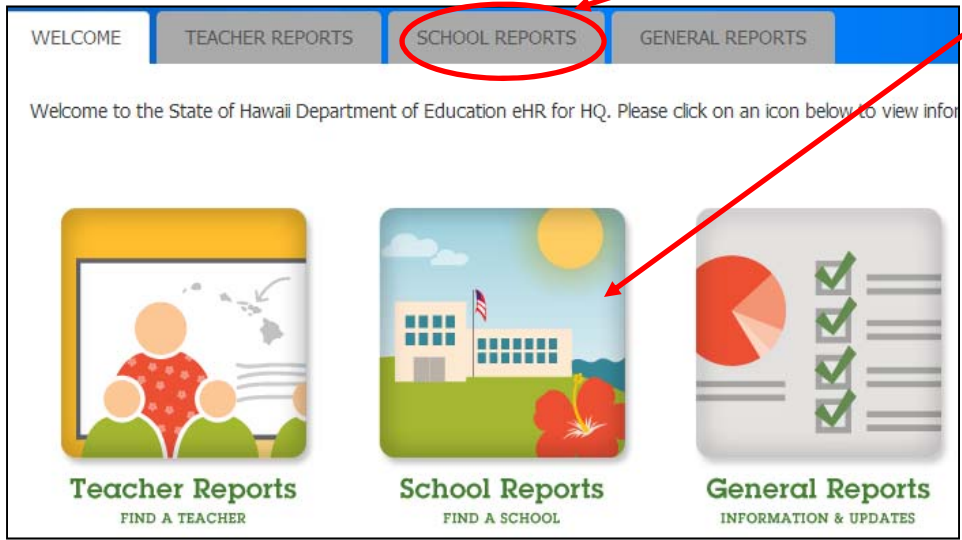 WELCOME TEACHER REPORTS SCHOOL REPORTS GENERAL REPORTS
Welcome to the State of Hawaii Department of Education eHR for HQ. Please click on an icon below to view infor
Teacher Reports School Reports General Reports
FIND A TEACHER FIND A SCHOOL INFORMATION & UPDATES